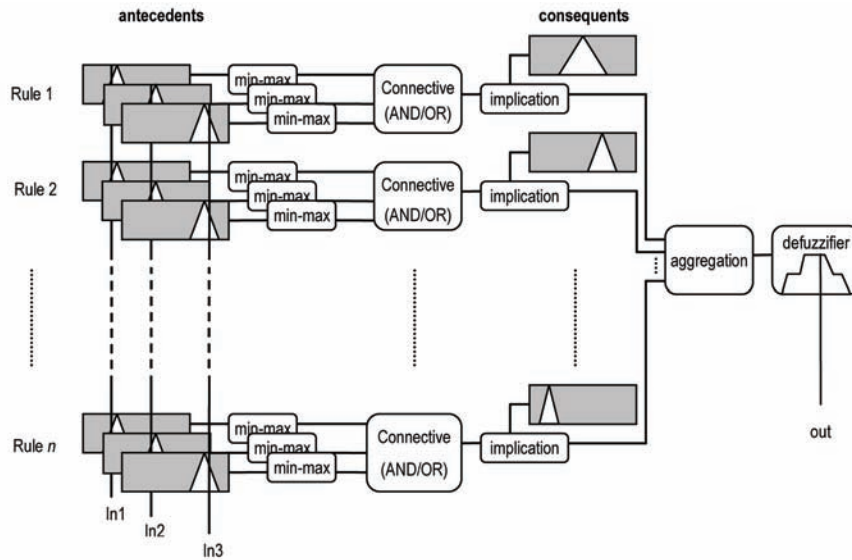 antecedents
consequents
Rule 1
min-max
min-max
min-max
Connective
(AND/OR)
implication
Rule 2
min-max
min-max
min-max
Connective
(AND/OR)
implication
aggregation
defuzzifier
out
Rule n
min-max
min-max
min-max
Connective
(AND/OR)
implication
In1
In2
In3